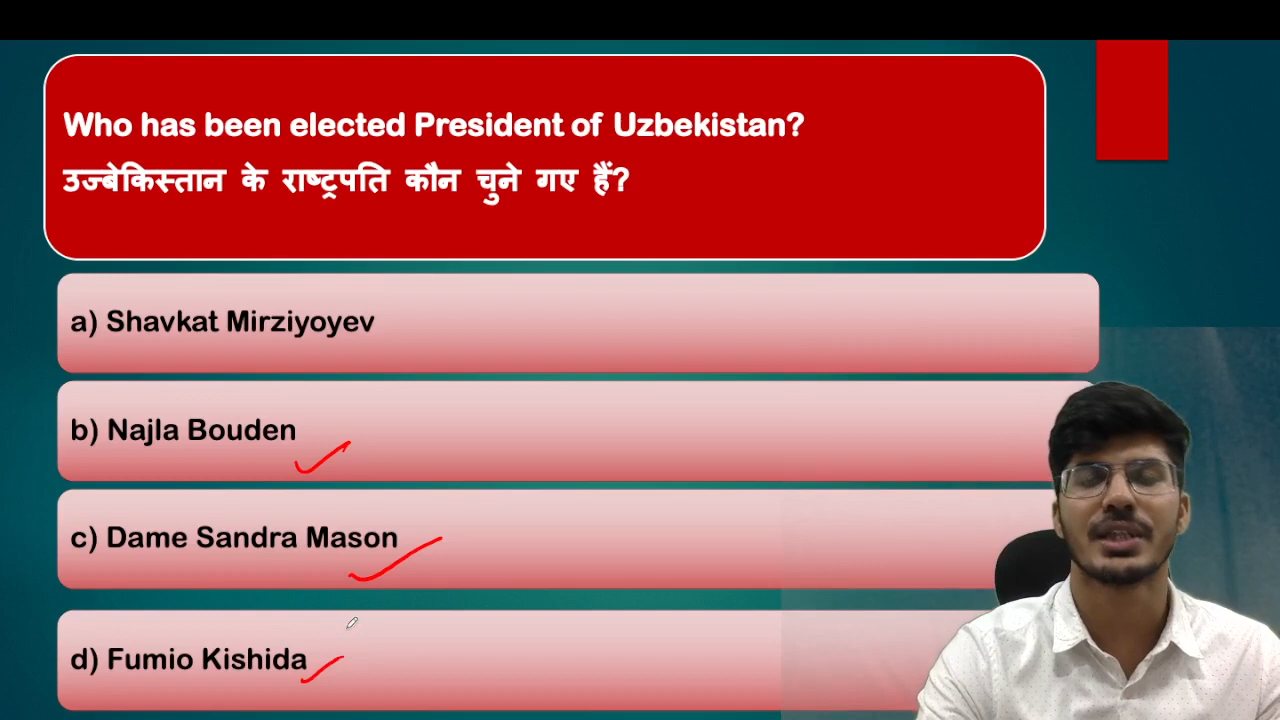 Who has been elected President of Uzbekistan?
उज्बेकिस्तान के राष्ट्रपति कौन चुने गए हैं?
a) Shavkat Mirziyoyev
b) Najla Bouden
c) Dame Sandra Mason
d) Fumio Kishida